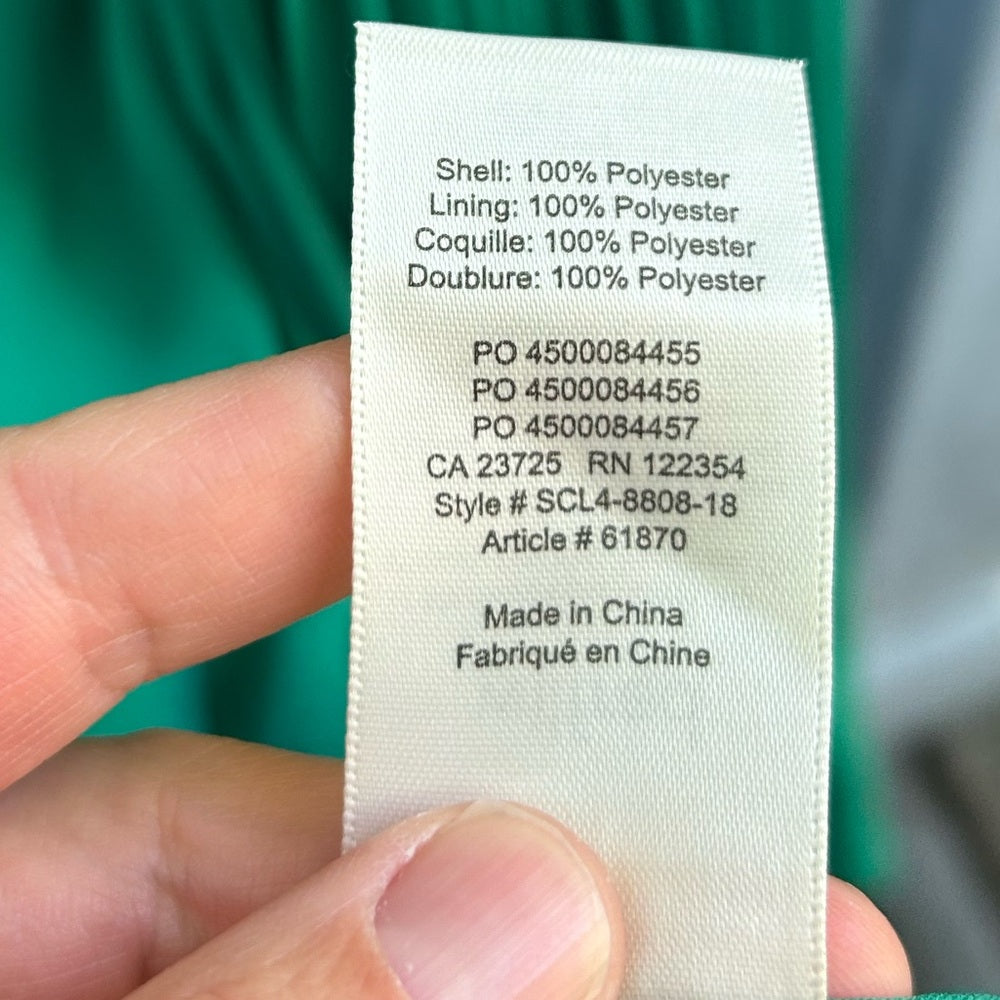 Shell: 100% Polyester
Lining: 100% Polyester
Coquille: 100% Polyester
Doublure: 100% Polyester
PO 4500084455
PO 4500084456
PO 4500084457
CA 23725 RN 122354
Style # SCL4-8808-18
Article # 61870
Made in China
Fabriqué en Chine